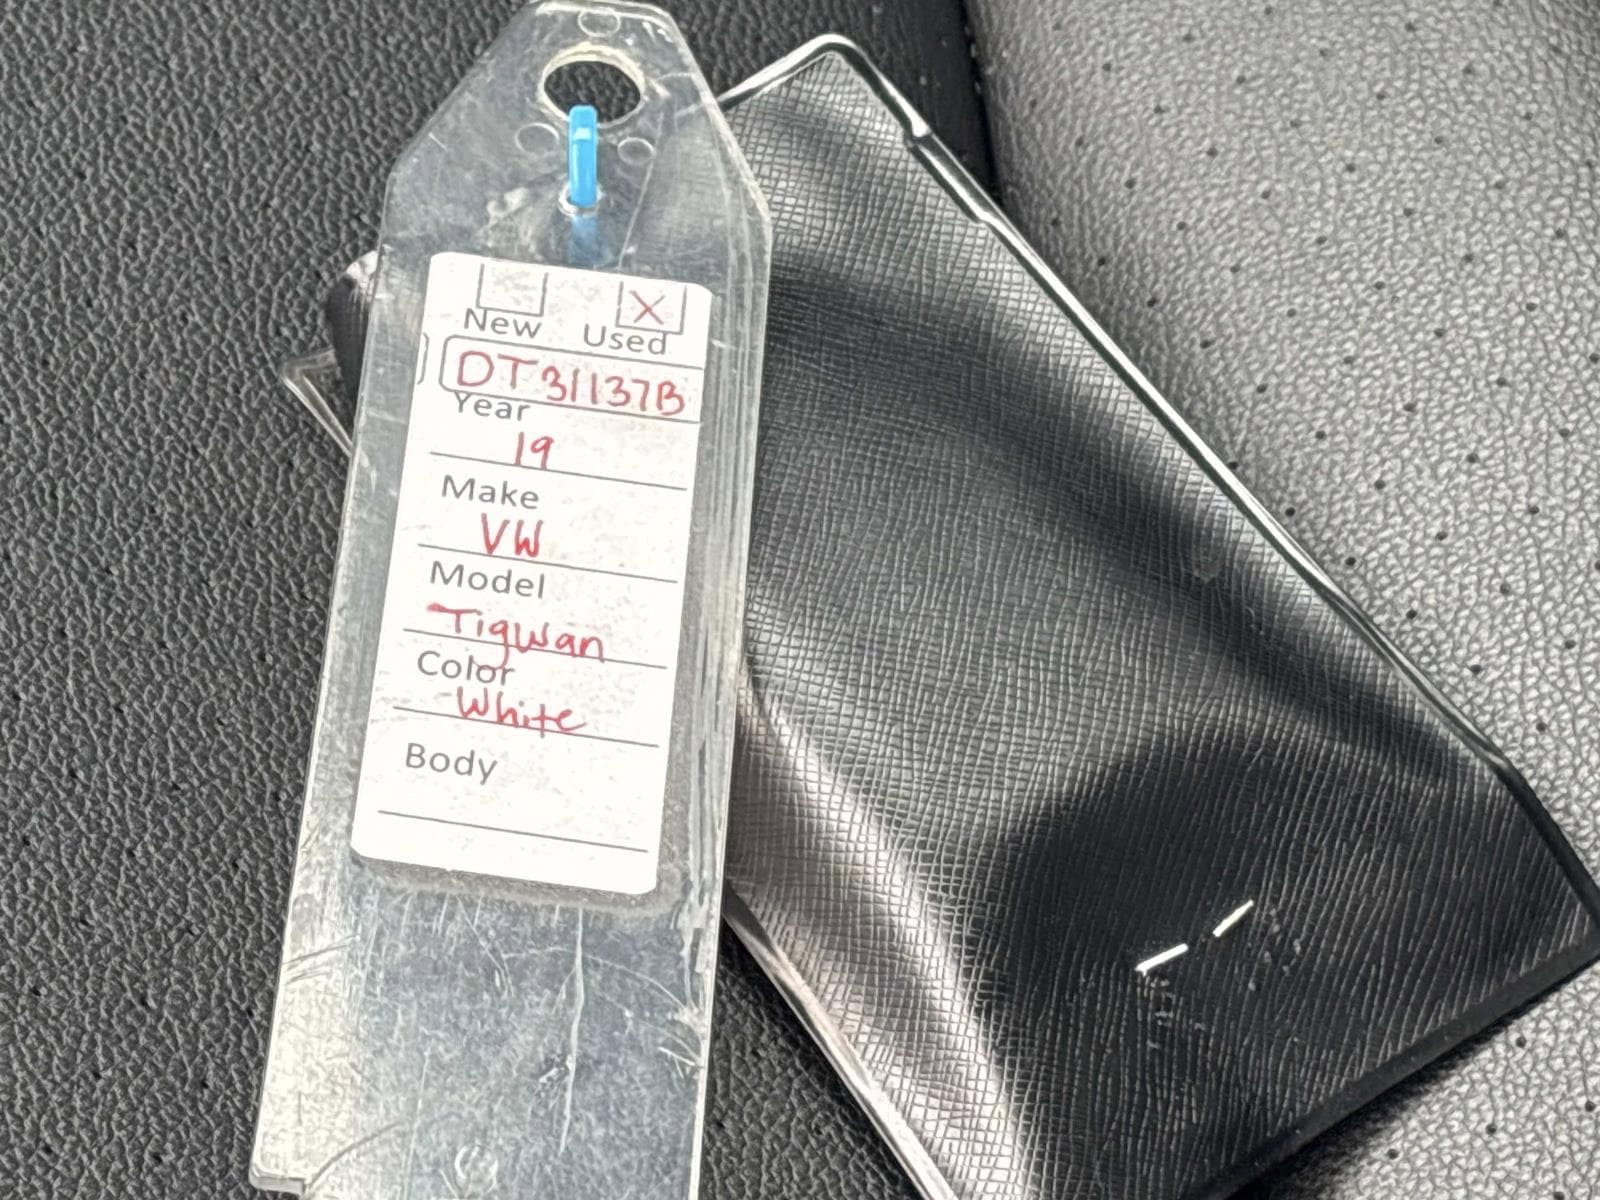 New Used
X
DT31137B
Year
19
Make
VW
Model
Tigwan
Color
White
Body